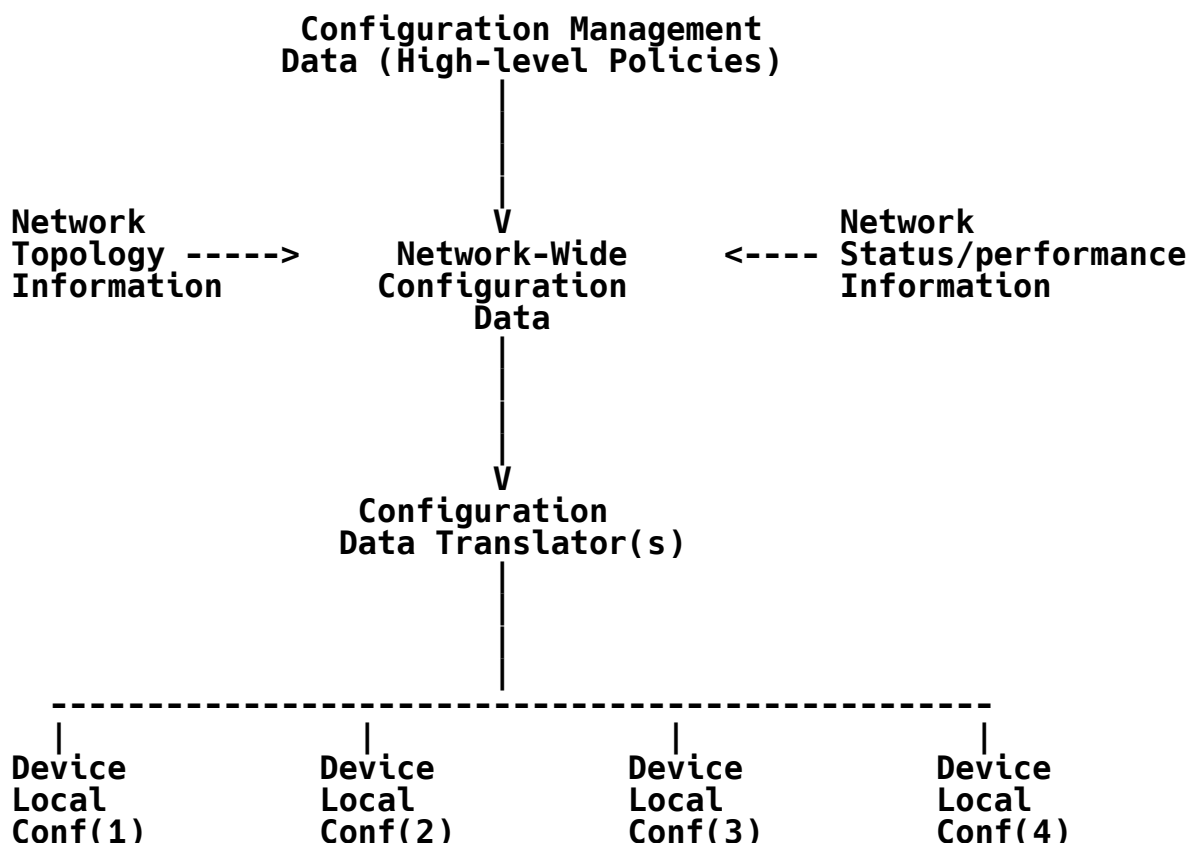 Configuration Management
Data (High-level Policies)
|
|
|
|
V
Network                                Network
Topology ----->     Network-Wide     <---- Status/performance
Information        Configuration           Information
Data
|
|
|
|
V
Configuration
Data Translator(s)
|
|
|
|
-------------------------------------------------
|               |               |               |
Device          Device          Device          Device
Local           Local           Local           Local
Conf(1)         Conf(2)         Conf(3)         Conf(4)